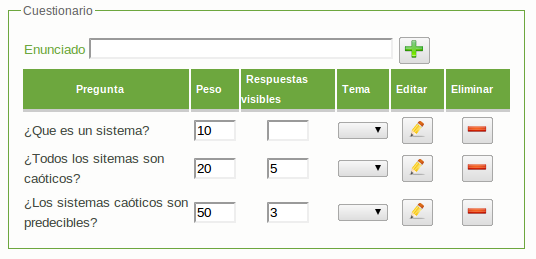 Cuestionario
Enunciado
Pregunta Peso Respuestas visibles Tema Editar Eliminar
¿Que es un sistema? 10
¿Todos los sitemas son
caóticos? 20 5
¿Los sistemas caóticos son
predecibles? 50 3